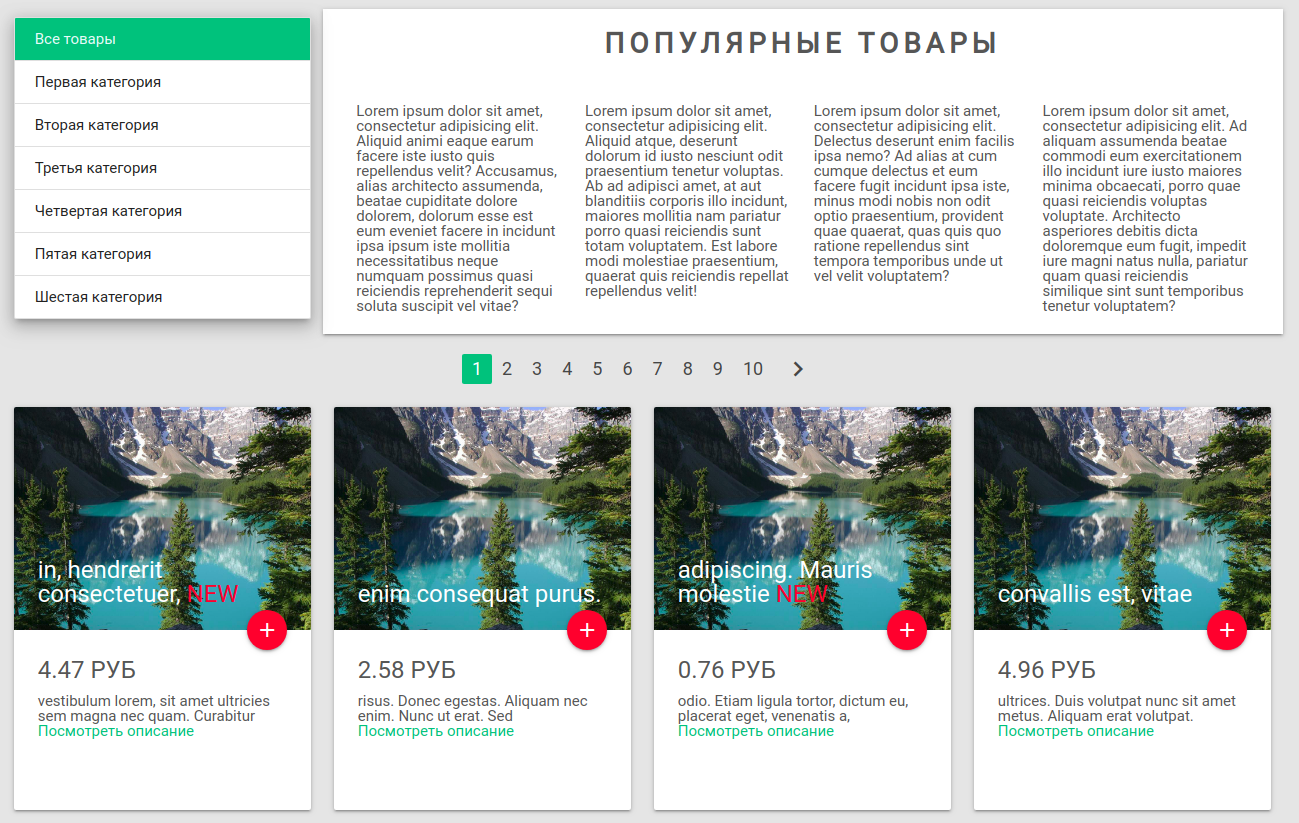 Все товары
Первая категория
Вторая категория
Третья категория
Четвертая категория
Пятая категория
Шестая категория
ПОПУЛЯРНЫЕ ТОВАРЫ
Lorem ipsum dolor sit amet,
consectetur adipisicing elit.
Aliquid animi eaque earum
facere iste iusto quis
repellendus velit? Accusamus,
alias architecto assumenda,
beatae cupiditate dolore
dolorem, dolorum esse est
eum eveniet facere in incidunt
ipsa ipsum iste mollitia
necessitatibus neque
numquam possimus quasi
reiciendis reprehenderit sequi
soluta suscipit vel vitae?
Lorem ipsum dolor sit amet,
consectetur adipisicing elit.
Aliquid atque, deserunt
dolorum id iusto nesciunt odit
praesentium tenetur voluptas.
Ab ad adipisci amet, at aut
blanditiis corporis illo incidunt,
maiores mollitia nam pariatur
porro quasi reiciendis sunt
totam voluptatem. Est labore
modi molestiae praesentium,
quaerat quis reiciendis repellat
repellendus velit!
Lorem ipsum dolor sit amet,
consectetur adipisicing elit.
Delectus deserunt enim facilis
ipsa nemo? Ad alias at cum
cumque delectus et eum
facere fugit incidunt ipsa iste,
minus modi nobis non odit
optio praesentium, provident
quae quaerat, quas quis quo
ratione repellendus sint
tempora temporibus unde ut
vel velit voluptatem?
Lorem ipsum dolor sit amet,
consectetur adipisicing elit. Ad
aliquam assumenda beatae
commodi eum exercitationem
illo incidunt iure iusto maiores
minima obcaecati, porro quae
quasi reiciendis voluptas
voluptate. Architecto
asperiores debitis dicta
doloremque eum fugit, impedit
iure magni natus nulla, pariatur
quam quasi reiciendis
similique sint sunt temporibus
tenetur voluptatem?
1 2 3 4 5 6 7 8 9 10
in, hendrerit
consectetuer, NEW
4.47 РУБ
vestibulum lorem, sit amet ultricies
sem magna nec quam. Curabitur
Посмотреть описание
enim consequat purus.
2.58 РУБ
risus. Donec egestas. Aliquam nec
enim. Nunc ut erat. Sed
Посмотреть описание
adipiscing. Mauris
molestie NEW
0.76 РУБ
odio. Etiam ligula tortor, dictum eu,
placerat eget, venenatis a,
Посмотреть описание
convallis est, vitae
4.96 РУБ
ultrices. Duis volutpat nunc sit amet
metus. Aliquam erat volutpat.
Посмотреть описание